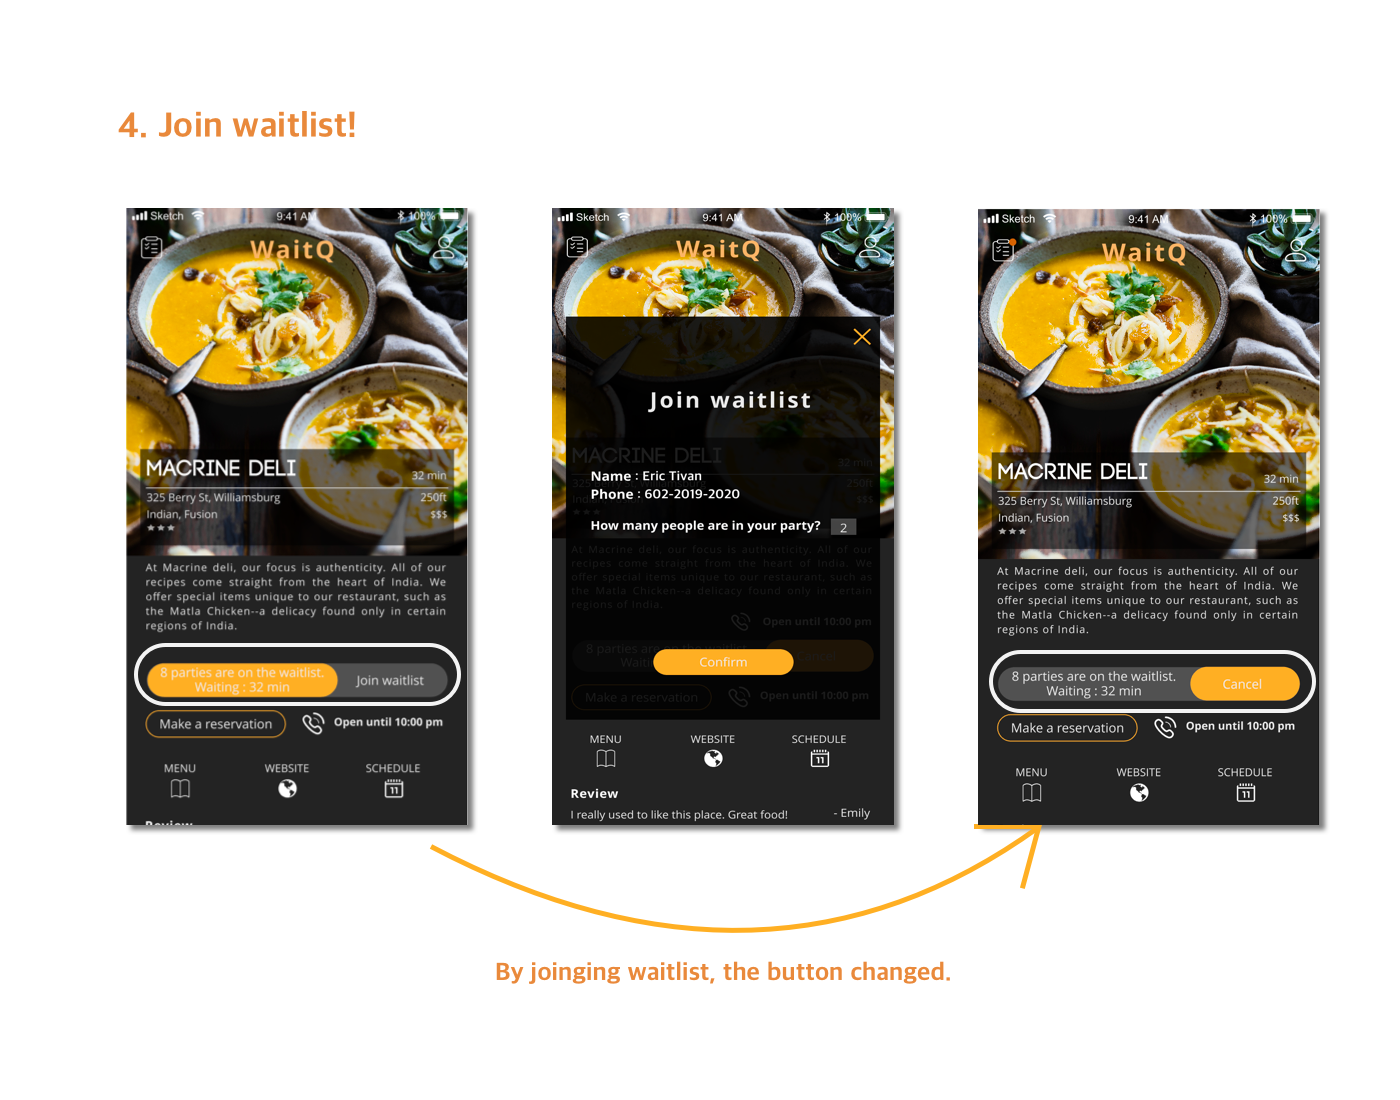 4. Join waitlist!
Sketch 9:41 AM 100%
WaitQ
MACRINE DELI
32 min
325 Berry St, Williamsburg 250ft
Indian, Fusion $$$
At Macrine deli, our focus is authenticity. All of our
recipes come straight from the heart of India. We
offer special items unique to our restaurant, such as
the Matla Chicken--a delicacy found only in certain
regions of India.
8 parties are on the waitlist.
Waiting : 32 min
Join waitlist
Make a reservation
Open until 10:00 pm
MENU WEBSITE SCHEDULE
11
Review
Sketch 9:41 AM 100%
WaitQ
Join waitlist
MACRINE DELI
32 min
Name : Eric Tivan
Phone : 602-2019-2020
250ft
$$$
How many people are in your party? 2
At Macrine deli, our focus is authenticity. All of our
recipes come straight from the heart of India. We
offer special items unique to our restaurant, such as
the Matla Chicken--a delicacy found only in certain
regions of India.
Open until 10:00 pm
8 parties are on the waitlist.
Cancel
Confirm
Make a reservation
Open until 10:00 pm
MENU WEBSITE SCHEDULE
11
Review
I really used to like this place. Great food! - Emily
Sketch 9:41 AM 100%
WaitQ
MACRINE DELI
32 min
325 Berry St, Williamsburg 250ft
Indian, Fusion $$$
At Macrine deli, our focus is authenticity. All of our
recipes come straight from the heart of India. We
offer special items unique to our restaurant, such as
the Matla Chicken--a delicacy found only in certain
regions of India.
8 parties are on the waitlist.
Waiting : 32 min
Cancel
Make a reservation
Open until 10:00 pm
MENU WEBSITE SCHEDULE
11
By joinging waitlist, the button changed.